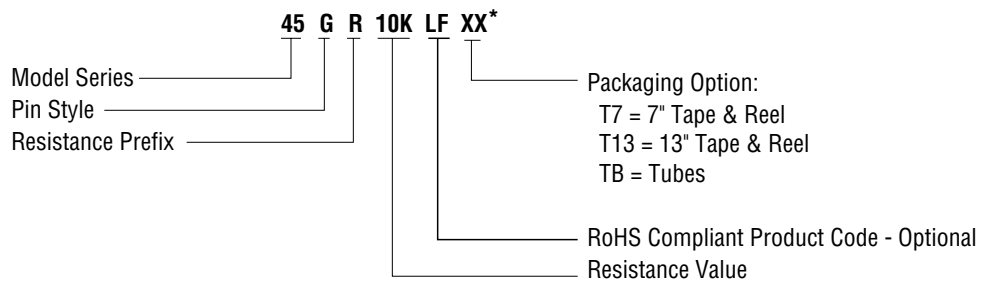 45 G R 10K LF XX*
Model Series
Pin Style
Resistance Prefix
Packaging Option:
T7 = 7" Tape & Reel
T13 = 13" Tape & Reel
TB = Tubes
RoHS Compliant Product Code - Optional
Resistance Value